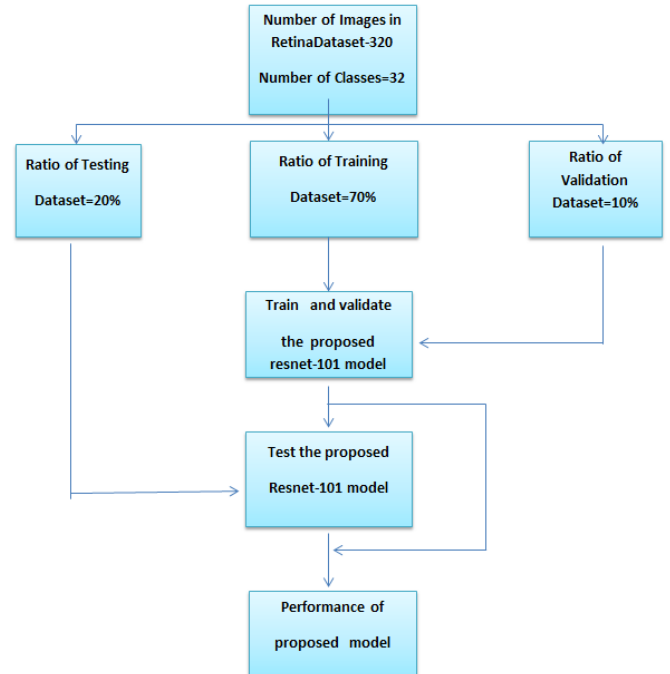 Number of Images in
RetinaDataset-320
Number of Classes=32
Ratio of Testing
Dataset=20%
Ratio of Training
Dataset=70%
Ratio of
Validation
Dataset=10%
Train and validate
the proposed
resnet-101 model
Test the proposed
Resnet-101 model
Performance of
proposed model